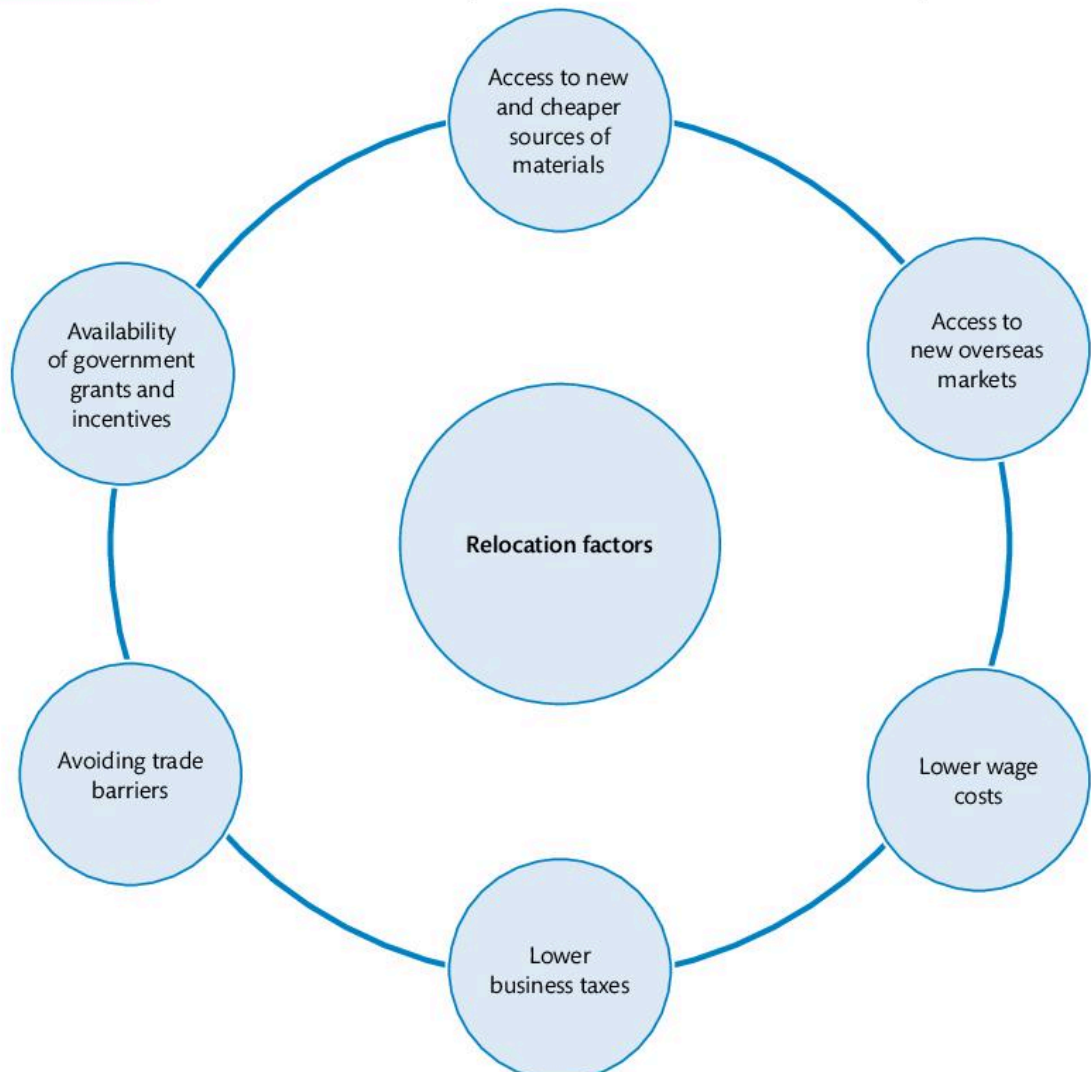 Access to new
and cheaper
sources of
materials
Access to
new overseas
markets
Lower wage
costs
Lower
business taxes
Avoiding trade
barriers
Availability
of government
grants and
incentives
Relocation factors